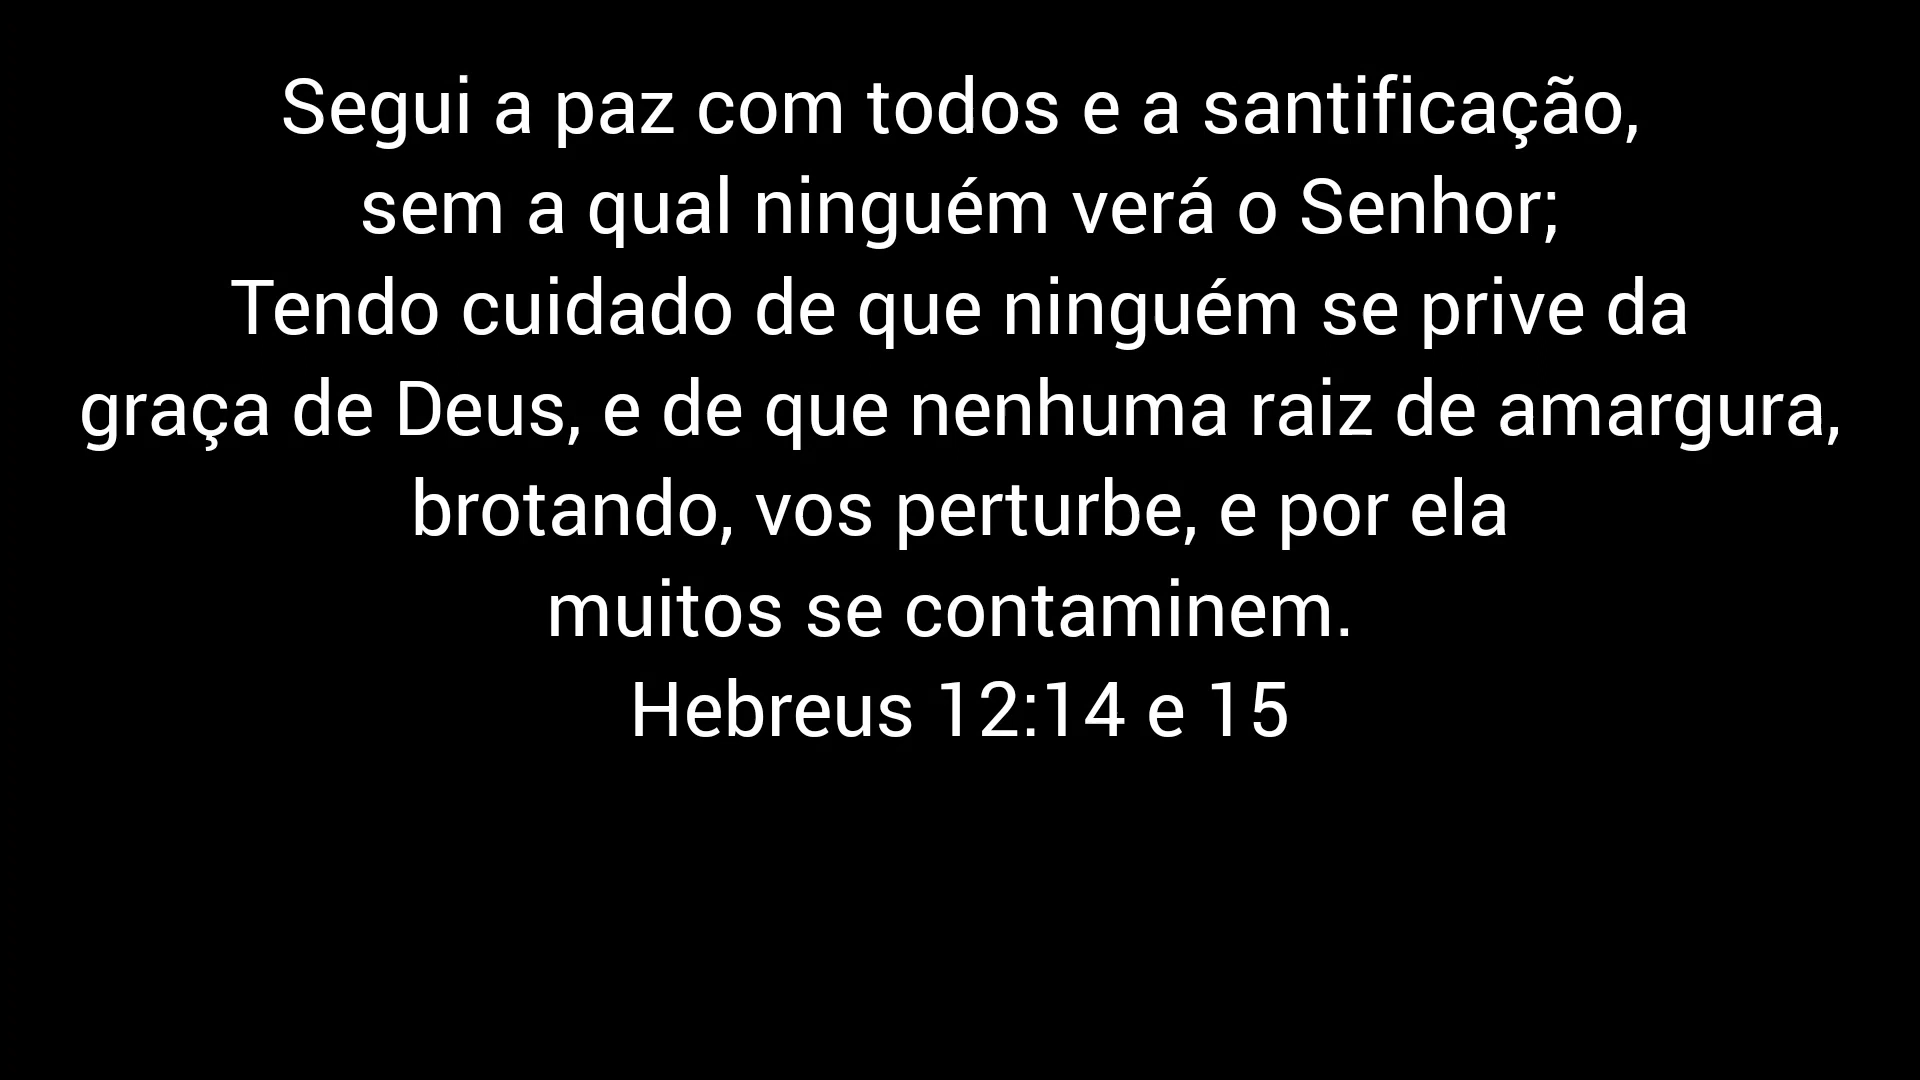 Segui a paz com todos e a santificação,
sem a qual ninguém verá o Senhor;
Tendo cuidado de que ninguém se prive da
graça de Deus, e de que nenhuma raiz de amargura,
brotando, vos perturbe, e por ela
muitos se contaminem.
Hebreus 12:14 e 15